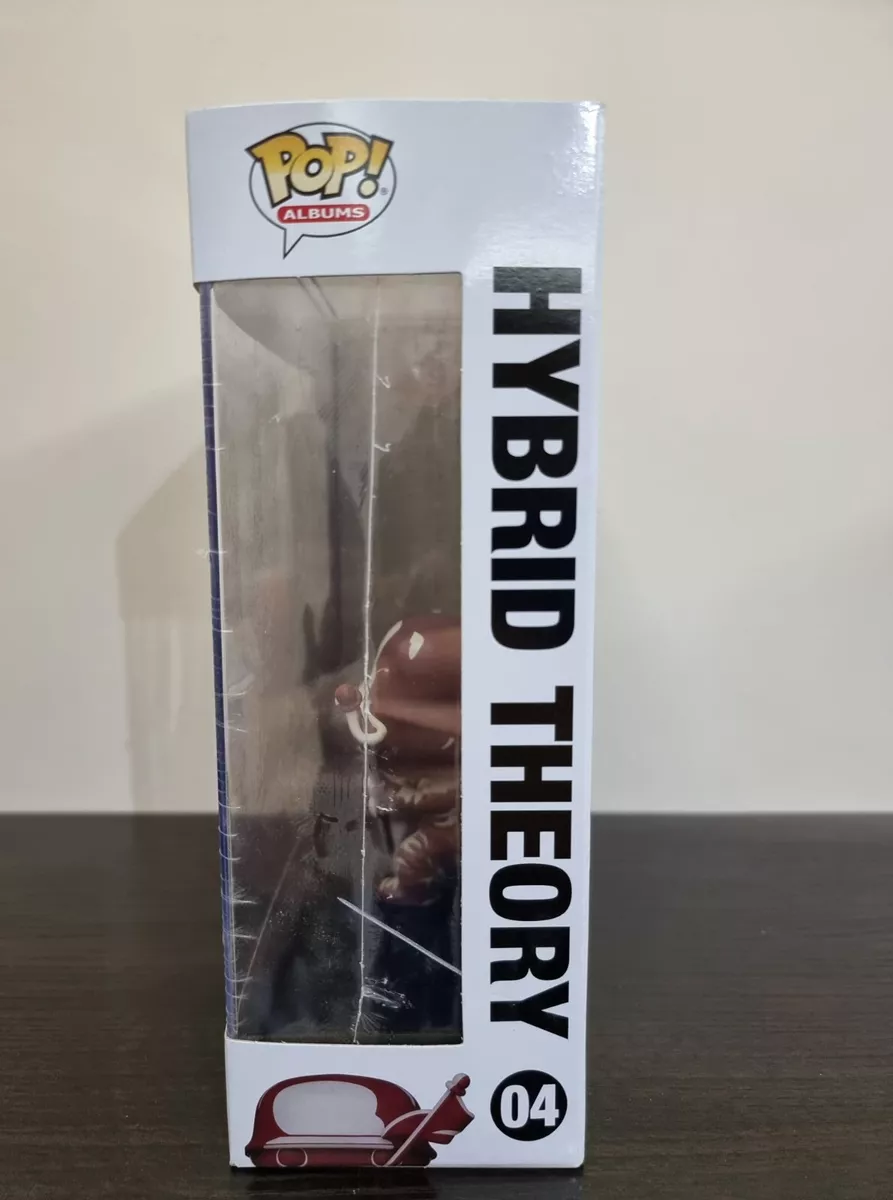 POP!®
ALBUMS
HYBRID THEORY
04